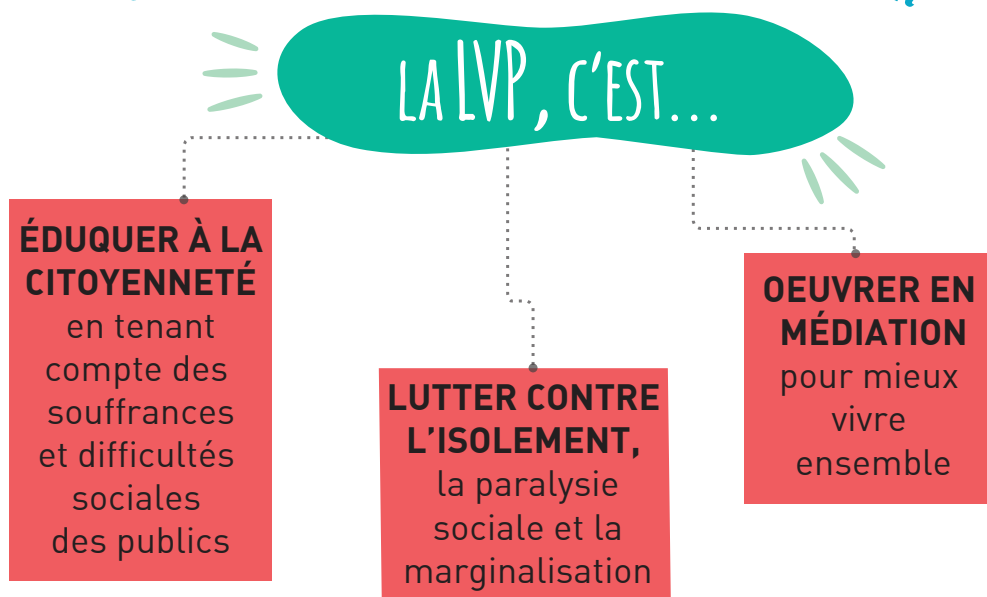 LA LVP, C'EST...
ÉDUQUER À LA
CITOYENNETÉ
en tenant
compte des
souffrances
et difficultés
sociales
des publics
LUTTER CONTRE
L'ISOLEMENT,
la paralysie
sociale et la
marginalisation
OEUVRER EN
MÉDIATION
pour mieux
vivre
ensemble